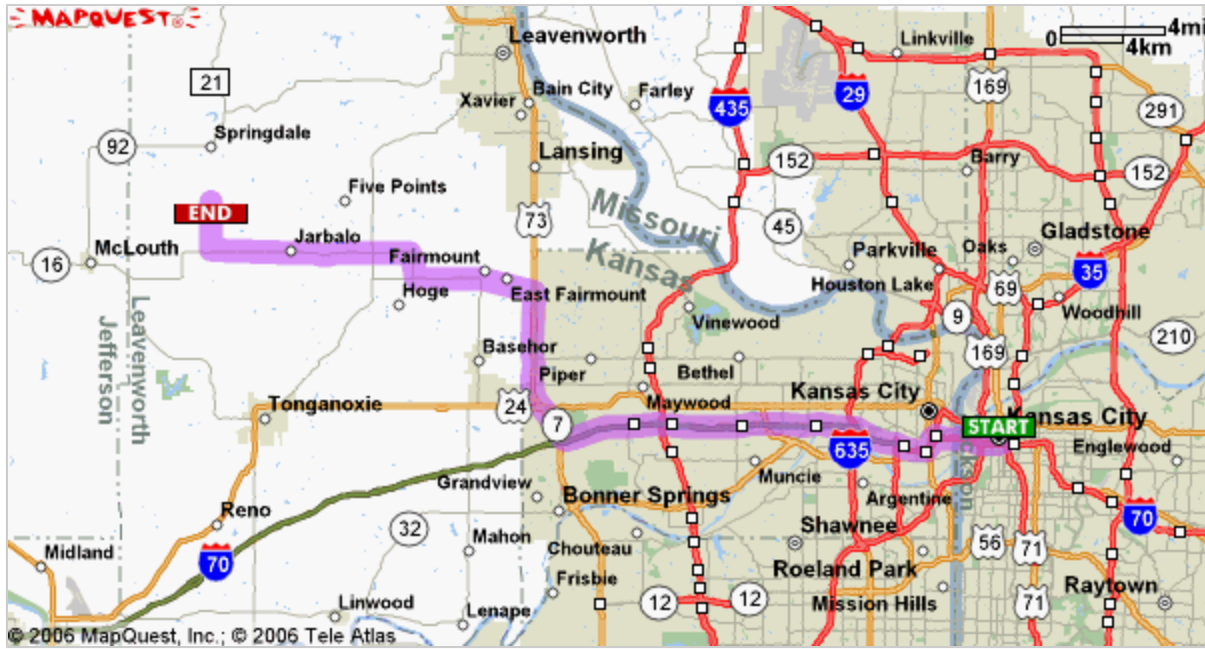 MAPQUEST
0 4mi
4km
Leavenworth
Linkville
21
Bain City
Farley
435
29
169
Xavier
291
Springdale
92
Lansing
152
Barry
152
Five Points
Missouri
73
45
Gladstone
McLouth
Jarbalo
END
Kansas
Parkville
Oaks
16
Fairmount
Houston Lake
35
East Fairmount
69
Hoge
Woodhill
Leavenworth
Jefferson
Vinewood
9
210
Basehor
169
Piper
Bethel
Kansas City
Tonganoxie
24
Maywood
7
START
Kansas City
635
Englewood
Muncie
Grandview
Bonner Springs
Argentine
Reno
70
32
Shawnee
Mahon
56
71
Midland
70
Chouteau
Frisbie
Roeland Park
Raytown
Linwood
Lenape
12
12
Mission Hills
71
© 2006 MapQuest, Inc.; © 2006 Tele Atlas